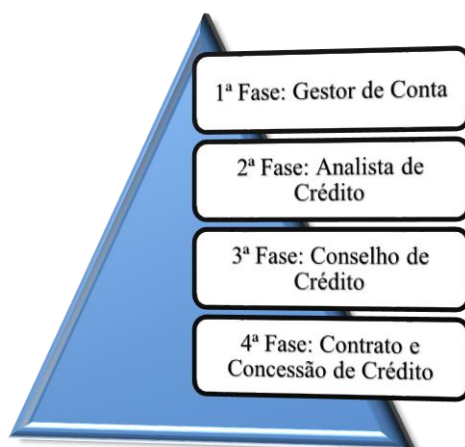 1ª Fase: Gestor de Conta
2ª Fase: Analista de
Crédito
3ª Fase: Conselho de
Crédito
4ª Fase: Contrato e
Concessão de Crédito